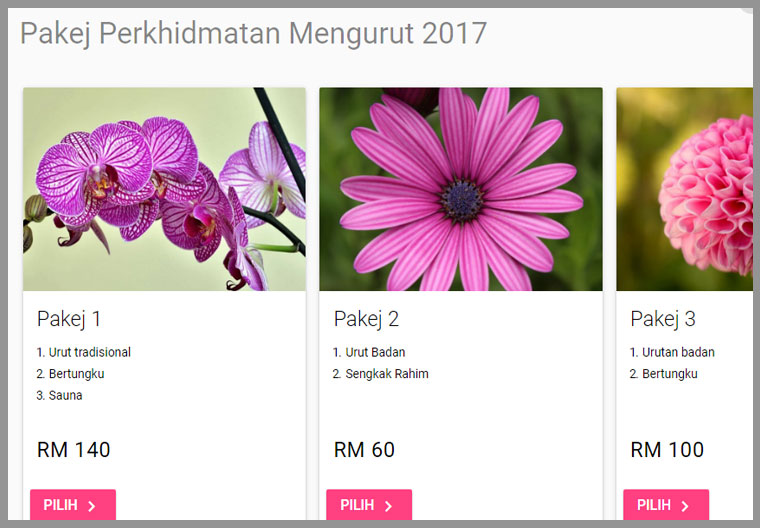 Pakej Perkhidmatan Mengurut 2017
Pakej 1
1. Urut tradisional
2. Bertungku
3. Sauna
RM 140
PILIH
Pakej 2
1. Urut Badan
2. Sengkak Rahim
RM 60
PILIH
Pakej 3
1. Urutan badan
2. Bertungku
RM 100
PILIH